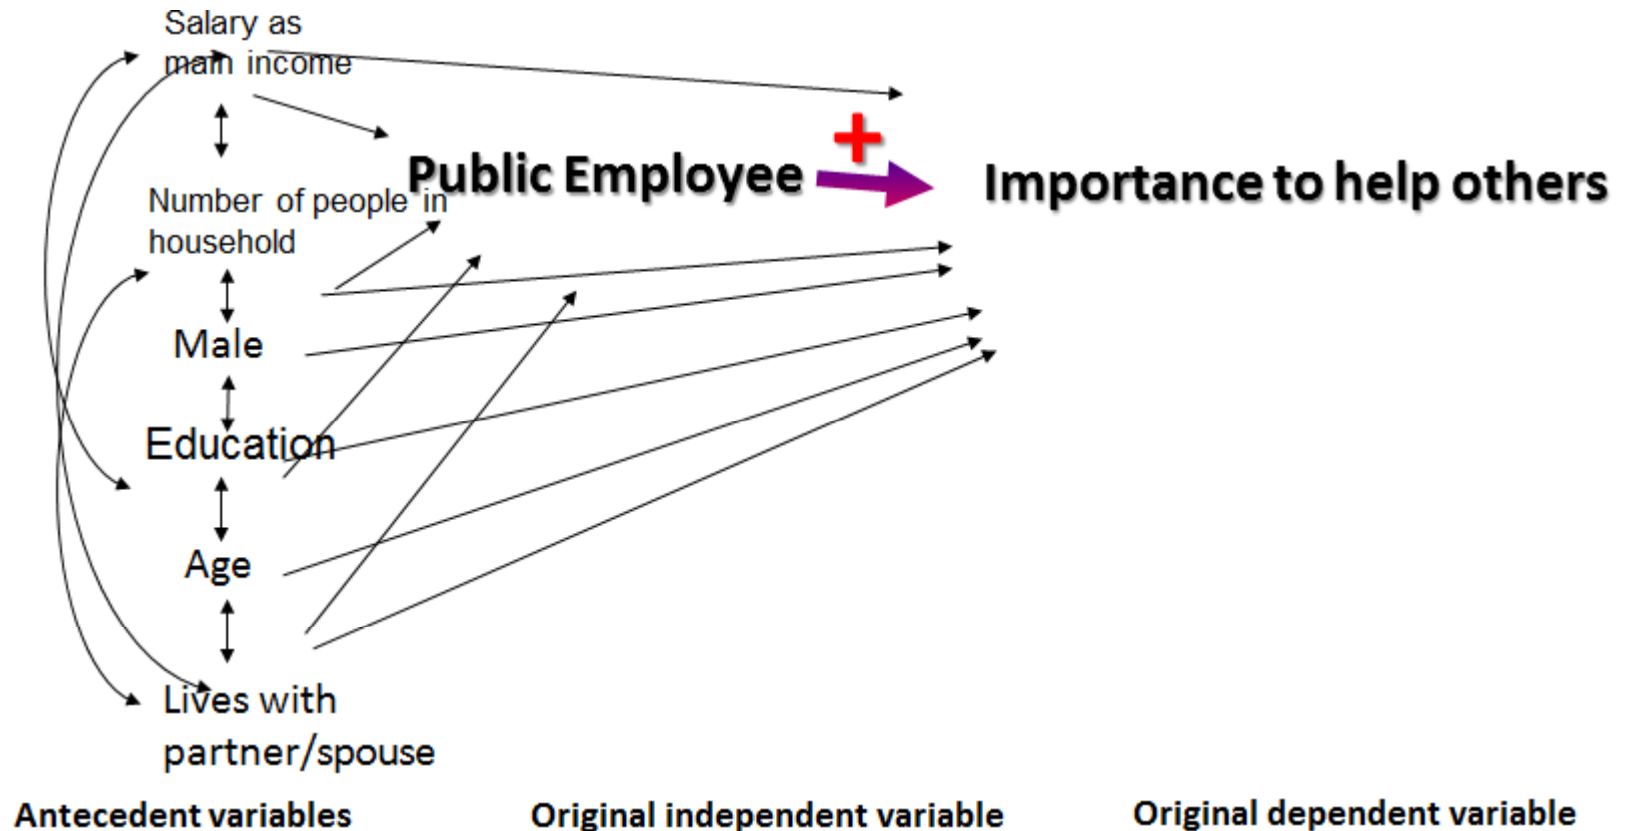 Salary as
main income
+
Public Employee
Importance to help others
Number of people in
household
Male
Education
Age
Lives with
partner/spouse
Antecedent variables
Original independent variable
Original dependent variable